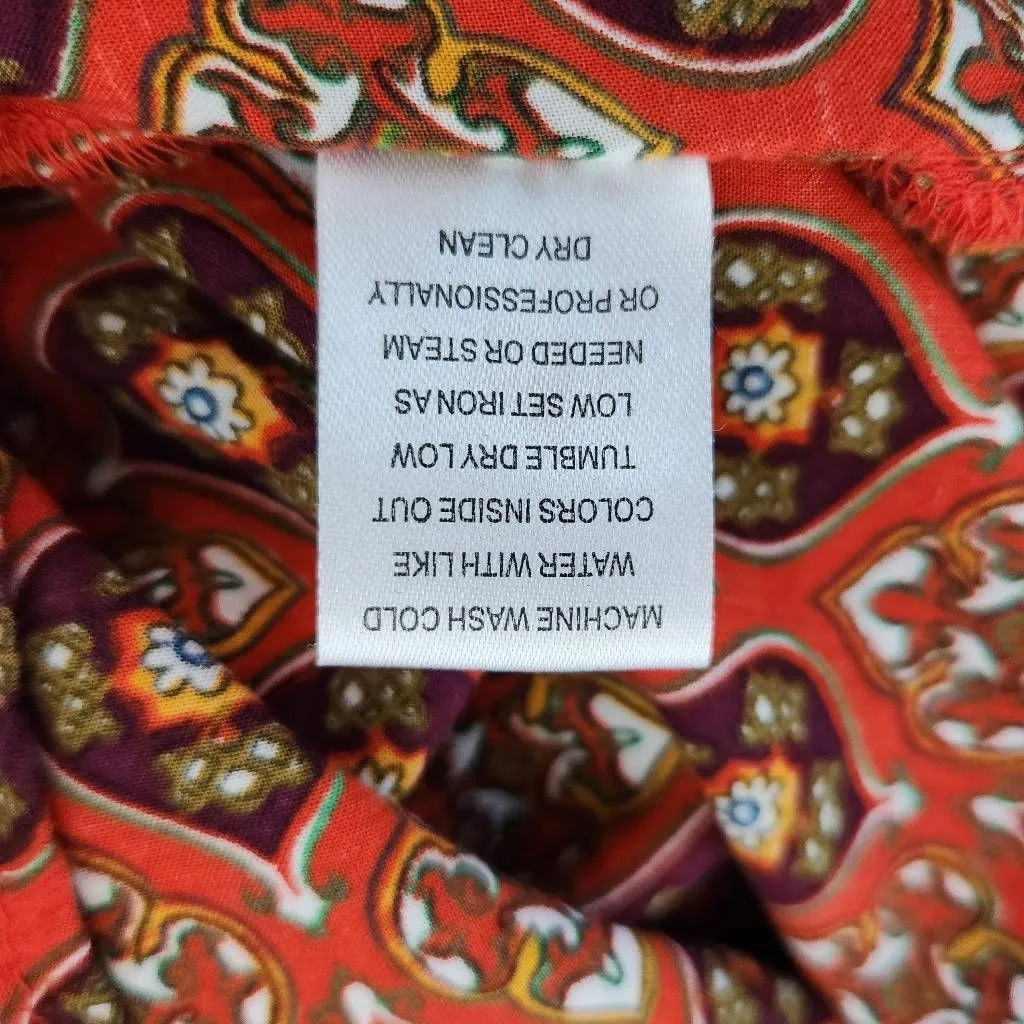 MACHINE WASH COLD
WATER WITH LIKE
COLORS INSIDE OUT
TUMBLE DRY LOW
LOW SET IRON AS
NEEDED OR STEAM
OR PROFESSIONALLY
DRY CLEAN